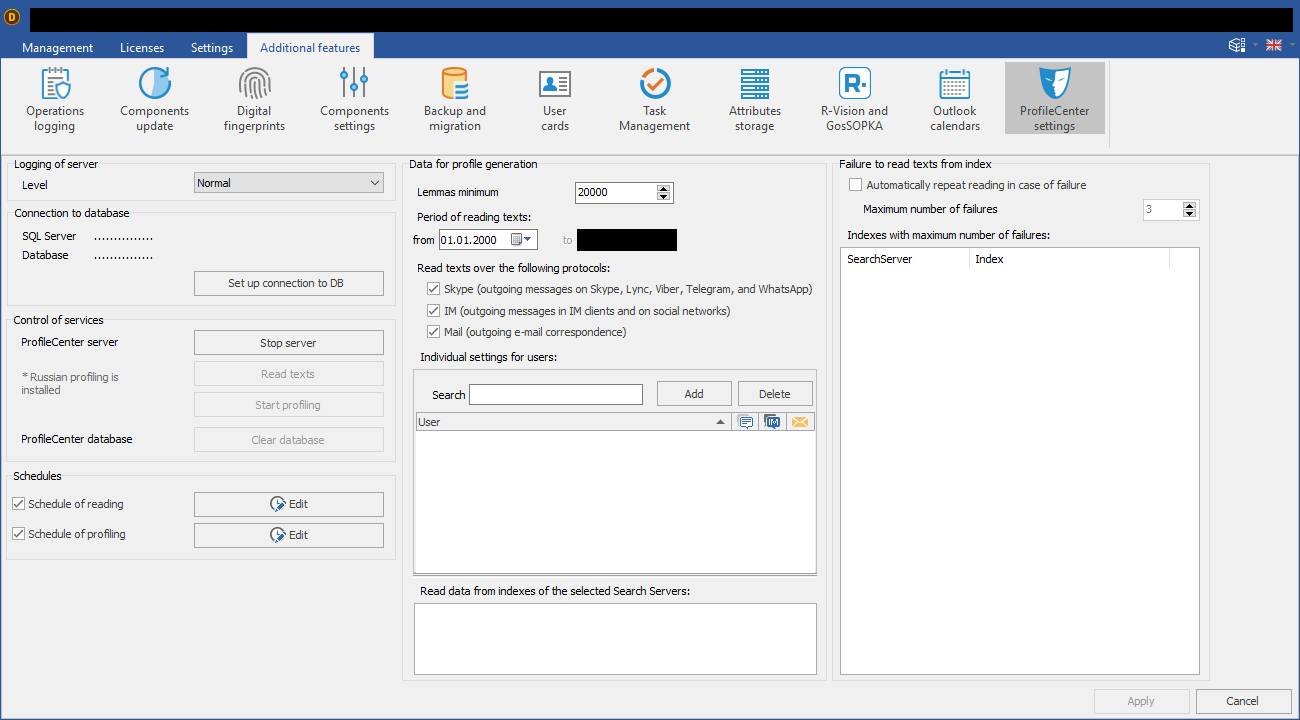 D
Management Licenses Settings Additional features
Operations logging
Components update
Digital fingerprints
Components settings
Backup and migration
User cards
Task Management
Attributes storage
R-Vision and GosSOPKA
Outlook calendars
ProfileCenter settings
Logging of server
Level Normal
Connection to database
SQL Server ...............
Database ...............
Set up connection to DB
Control of services
ProfileCenter server Stop server
* Russian profiling is
installed
Read texts
Start profiling
ProfileCenter database Clear database
Schedules
Schedule of reading Edit
Schedule of profiling Edit
Data for profile generation
Lemmas minimum 20000
Period of reading texts:
from 01.01.2000 to
Read texts over the following protocols:
Skype (outgoing messages on Skype, Lync, Viber, Telegram, and WhatsApp)
IM (outgoing messages in IM clients and on social networks)
Mail (outgoing e-mail correspondence)
Individual settings for users:
Search Add Delete
User IM
Read data from indexes of the selected Search Servers:
Failure to read texts from index
Automatically repeat reading in case of failure
Maximum number of failures 3
Indexes with maximum number of failures:
SearchServer Index
Apply Cancel